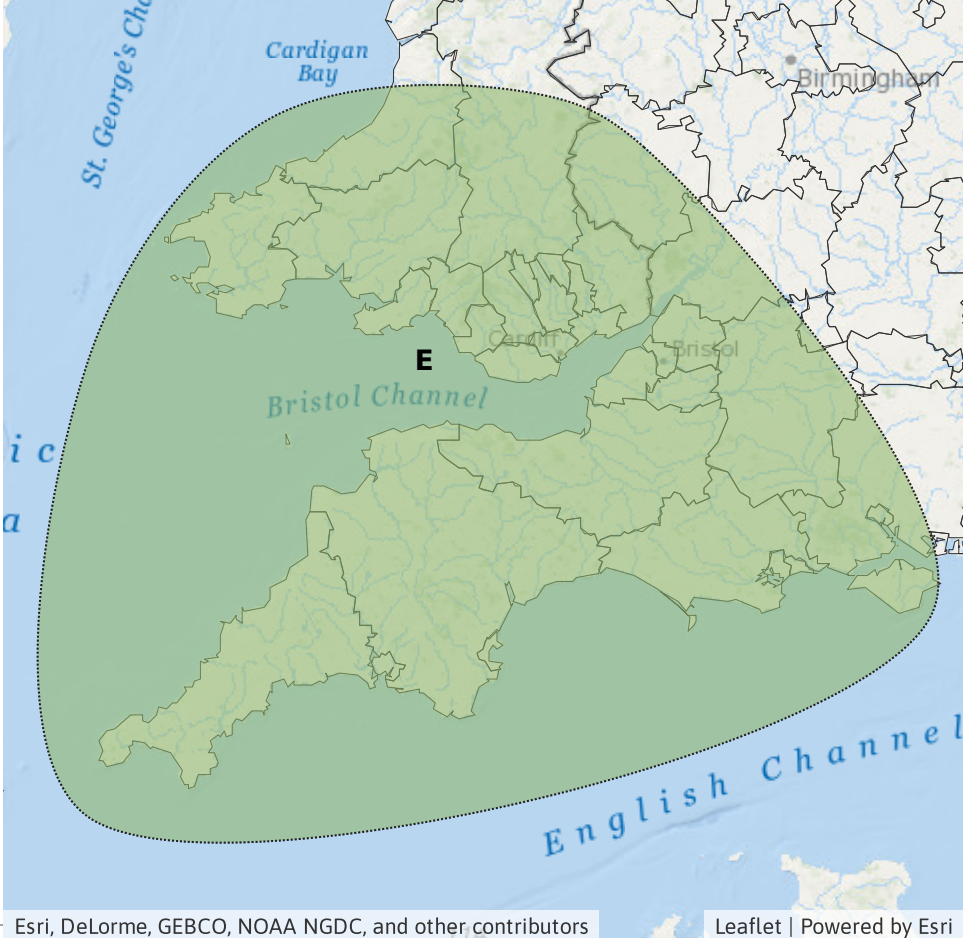 St. George's Cha
Cardigan
Bay
Birmingham
Cardiff
Bristol
E
Bristol Channel
ic
a
English Channel
Esri, DeLorme, GEBCO, NOAA NGDC, and other contributors
Leaflet | Powered by Esri